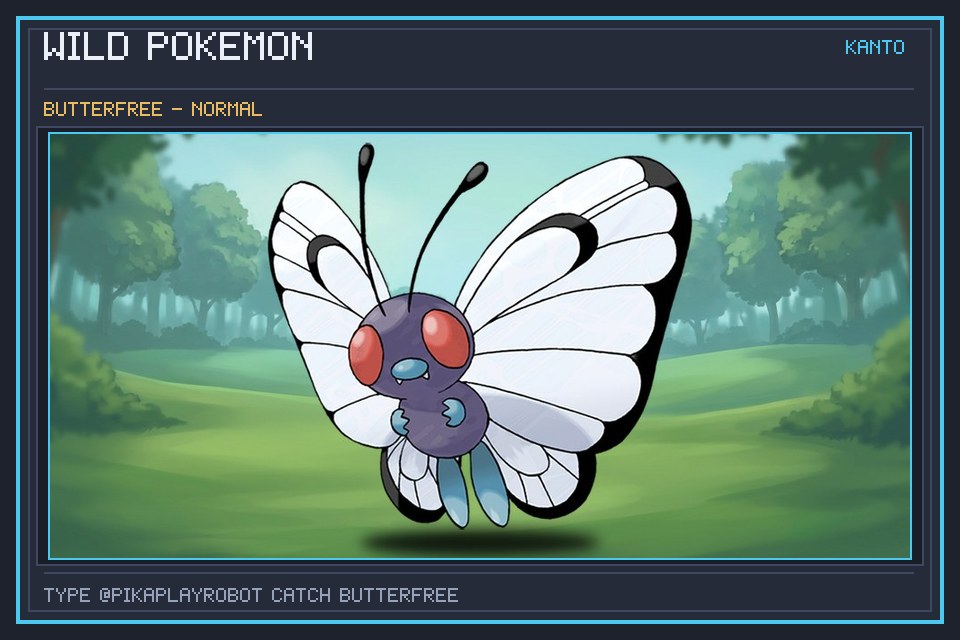 WILD POKEMON
KANTO
BUTTERFREE - NORMAL
TYPE @PIKAPLAYROBOT CATCH BUTTERFREE